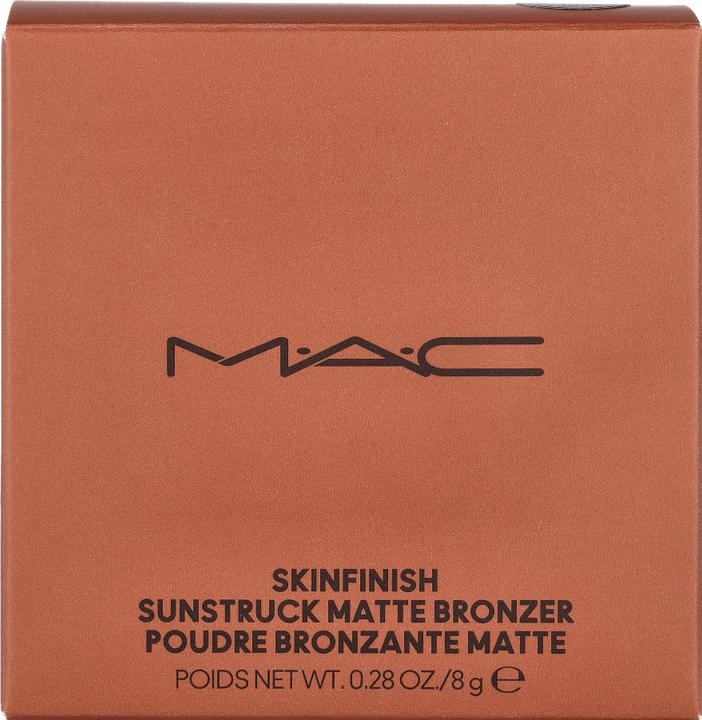 M·A·C
SKINFINISH
SUNSTRUCK MATTE BRONZER
POUDRE BRONZANTE MATTE
POIDS NET WT. 0.28 OZ./8 g ℮